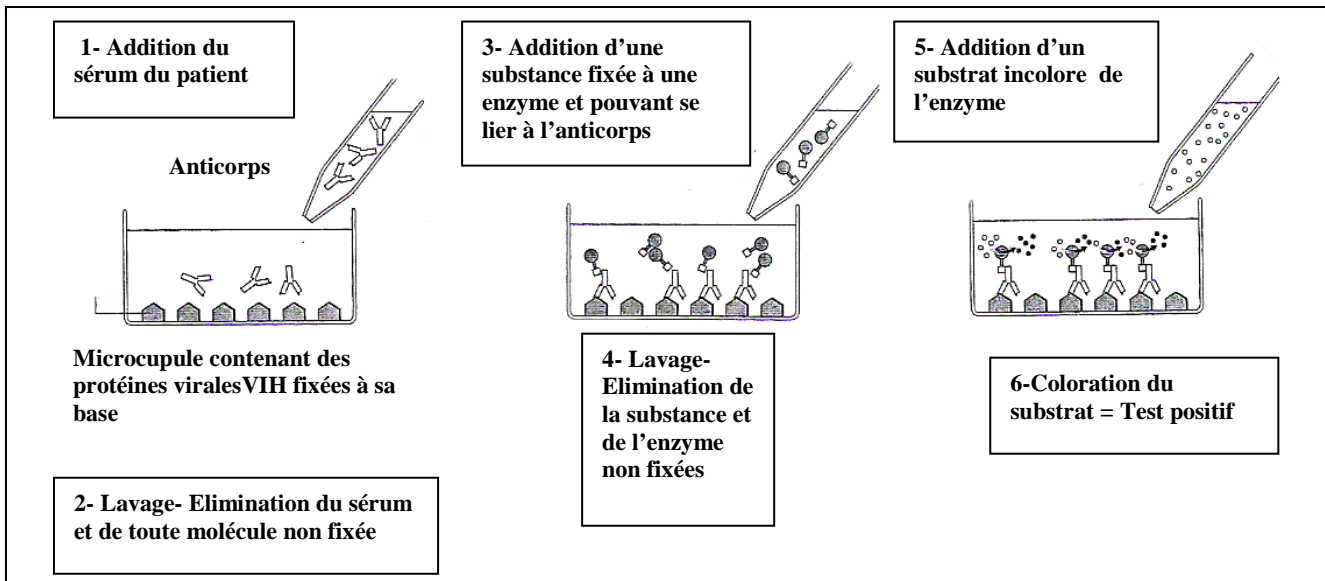 1- Addition du
sérum du patient
Anticorps
Microcupule contenant des
protéines viralesVIH fixées à sa
base
2- Lavage- Elimination du sérum
et de toute molécule non fixée
3- Addition d’une
substance fixée à une
enzyme et pouvant se
lier à l’anticorps
4- Lavage-
Elimination de
la substance et
de l’enzyme
non fixées
5- Addition d’un
substrat incolore de
l’enzyme
6-Coloration du
substrat = Test positif